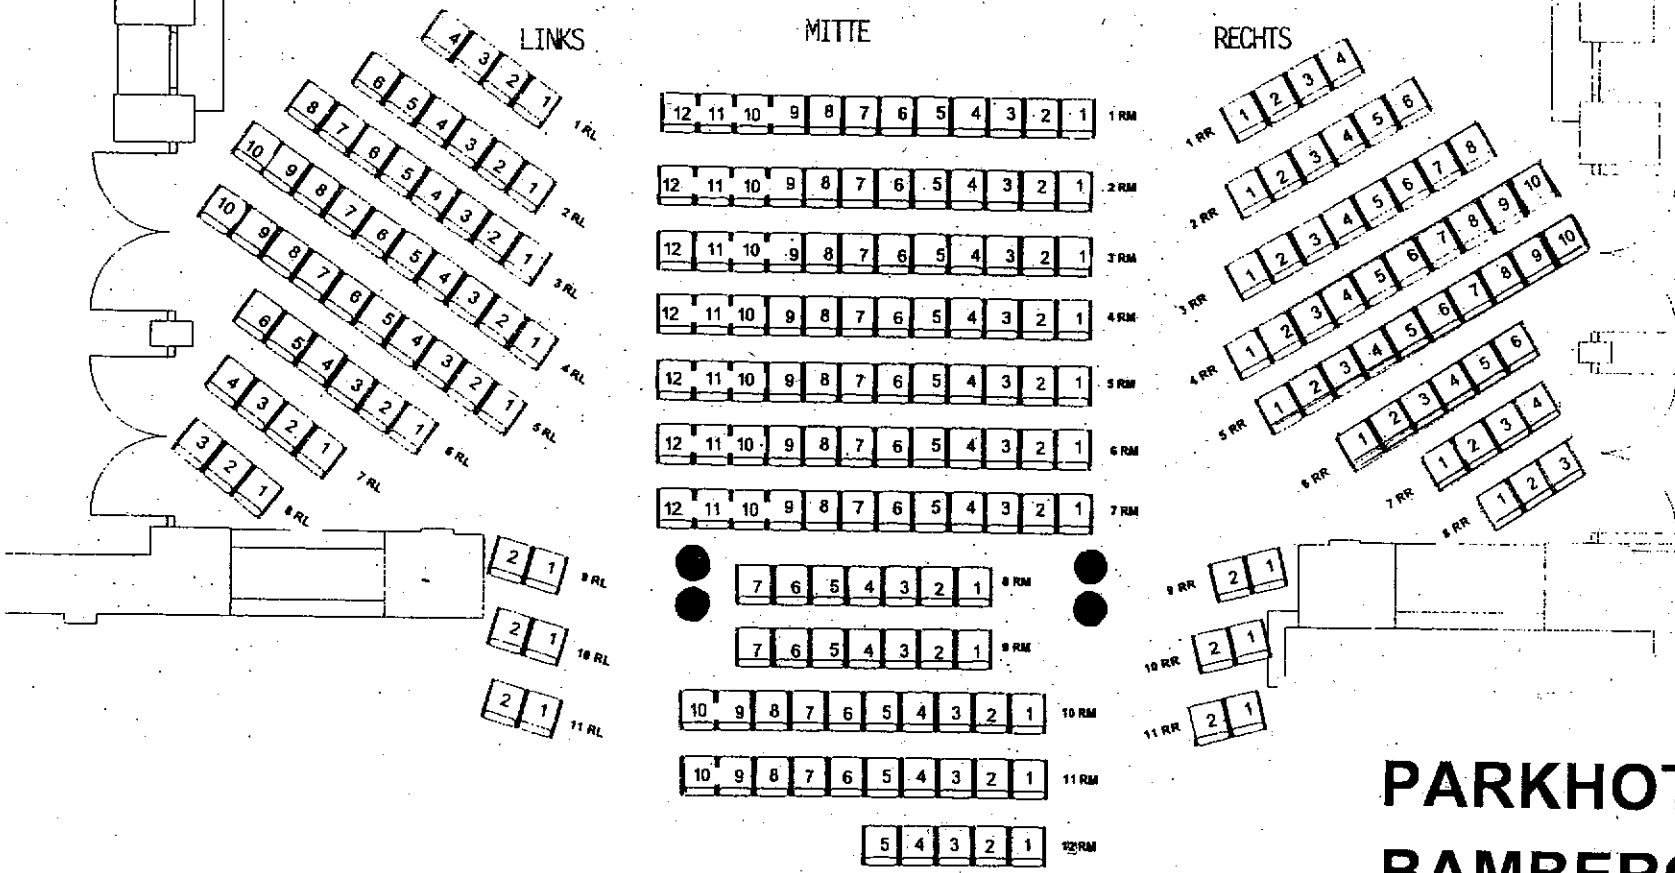 LINKS MITTE RECHTS
4 3 2 1 1 RL
6 5 4 3 2 1 2 RL
8 7 6 5 4 3 2 1 3 RL
10 9 8 7 6 5 4 3 2 1 4 RL
10 9 8 7 6 5 4 3 2 1 5 RL
6 5 4 3 2 1 6 RL
4 3 2 1 7 RL
3 2 1 8 RL
2 1 9 RL
2 1 10 RL
2 1 11 RL
12 11 10 9 8 7 6 5 4 3 2 1 1 RM
12 11 10 9 8 7 6 5 4 3 2 1 2 RM
12 11 10 9 8 7 6 5 4 3 2 1 3 RM
12 11 10 9 8 7 6 5 4 3 2 1 4 RM
12 11 10 9 8 7 6 5 4 3 2 1 5 RM
12 11 10 9 8 7 6 5 4 3 2 1 6 RM
12 11 10 9 8 7 6 5 4 3 2 1 7 RM
7 6 5 4 3 2 1 8 RM
7 6 5 4 3 2 1 9 RM
10 9 8 7 6 5 4 3 2 1 10 RM
10 9 8 7 6 5 4 3 2 1 11 RM
5 4 3 2 1 12 RM
1 RR 1 2 3 4
2 RR 1 2 3 4 5 6
3 RR 1 2 3 4 5 6 7 8
4 RR 1 2 3 4 5 6 7 8 9 10
5 RR 1 2 3 4 5 6 7 8 9 10
6 RR 1 2 3 4 5 6
7 RR 1 2 3 4
8 RR 1 2 3
9 RR 2 1
10 RR 2 1
11 RR 2 1
PARKHOT
BAMBERG